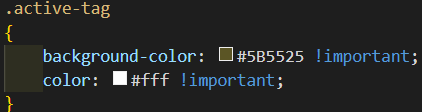 .active-tag
{
    background-color: #5B5525 !important;
    color: #fff !important;
}